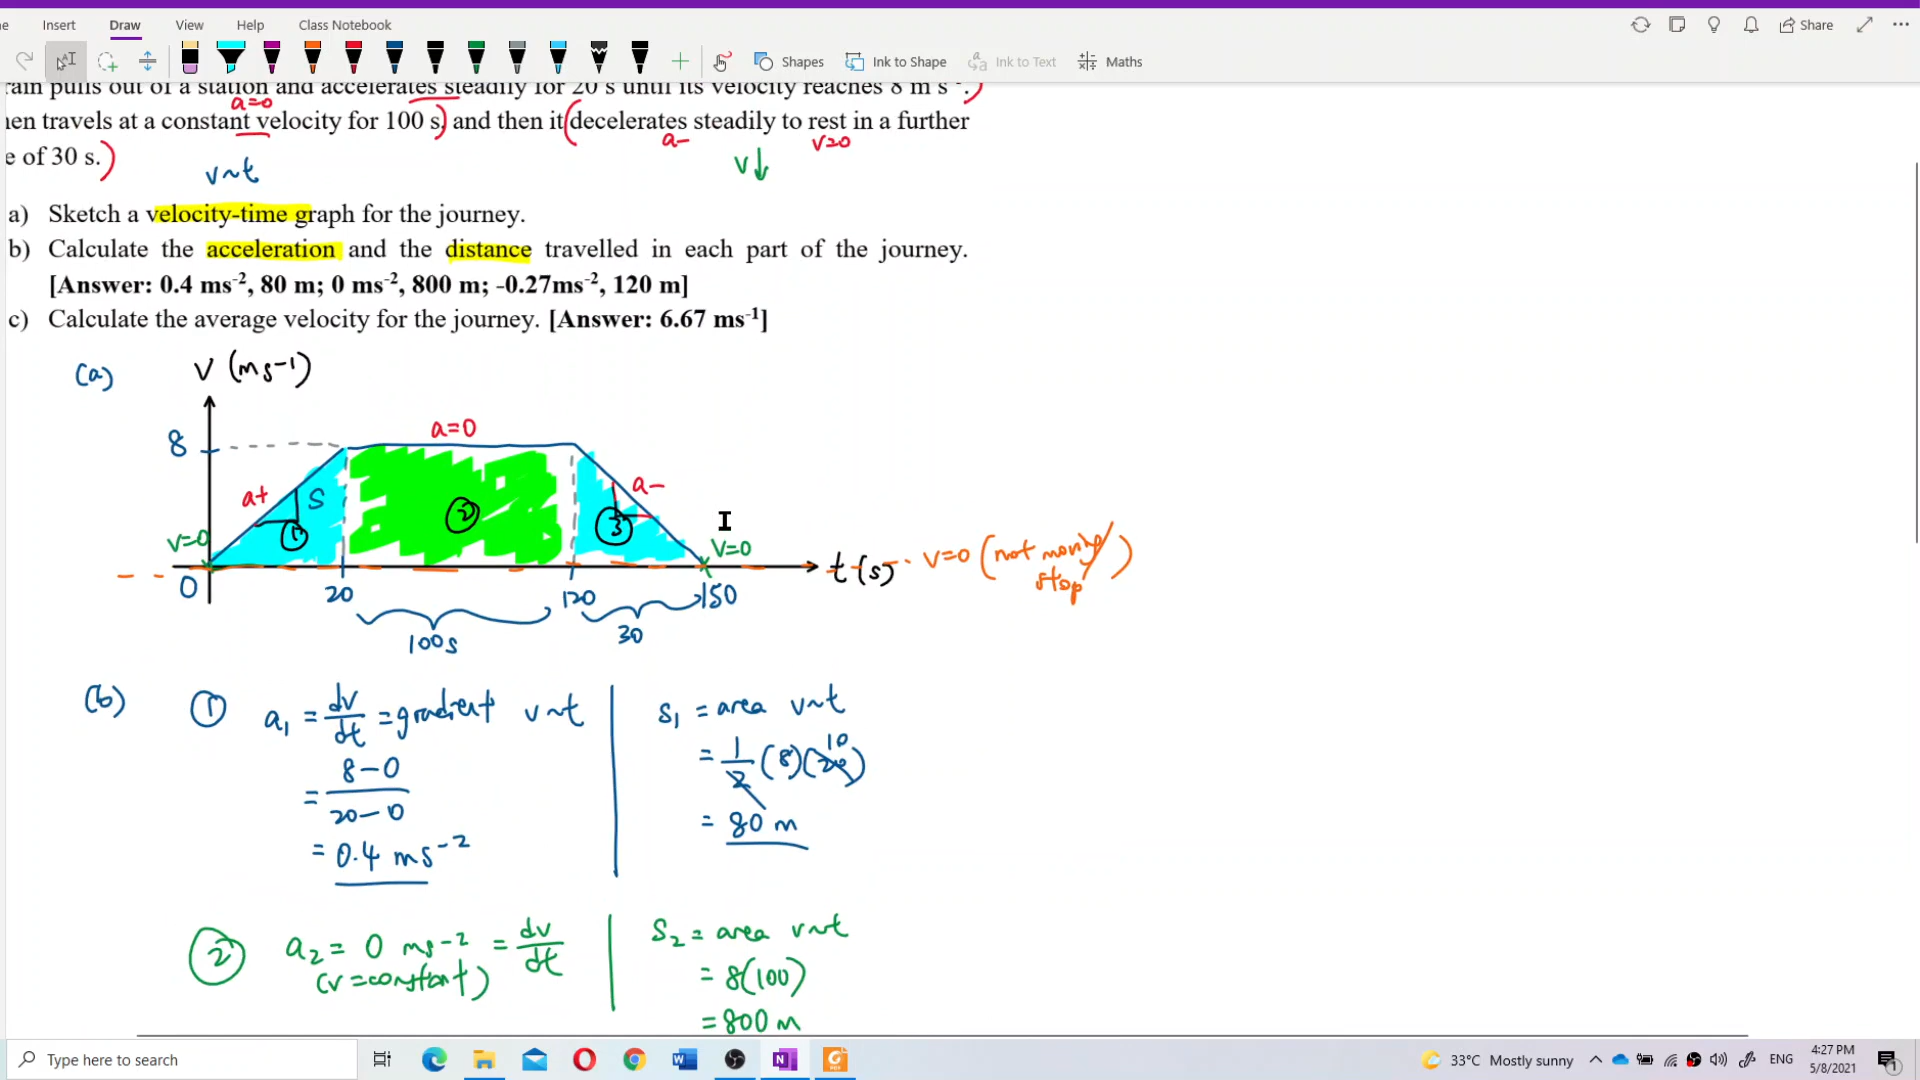 Insert Draw View Help Class Notebook Share
Shapes Ink to Shape Ink to Text Maths
rain pulls out of a station and accelerates steadily for 20 s until its velocity reaches 8 m s⁻¹.)
a=0
hen travels at a constant velocity for 100 s) and then it (decelerates steadily to rest in a further
a- v=0
e of 30 s.)
v~t v↓
a) Sketch a velocity-time graph for the journey.
b) Calculate the acceleration and the distance travelled in each part of the journey.
[Answer: 0.4 ms⁻², 80 m; 0 ms⁻², 800 m; -0.27ms⁻², 120 m]
c) Calculate the average velocity for the journey. [Answer: 6.67 ms⁻¹]
(a) v (ms-1)
8 a=0
a+ S a-
① ② ③
v=0 v=0
t (s) v=0 (not moving)
stop
0 20 120 150
100s 30
(b) ① a₁ = dv/dt = gradient v~t
= 8-0/20-0
= 0.4 ms-2
s₁ = area v~t
= 1/2 (8)(20) 10
= 80 m
② a₂ = 0 ms-2 = dv/dt
(v=constant)
s₂ = area v~t
= 8(100)
= 800 m
Type here to search 33°C Mostly sunny ENG 4:27 PM
5/8/2021 1